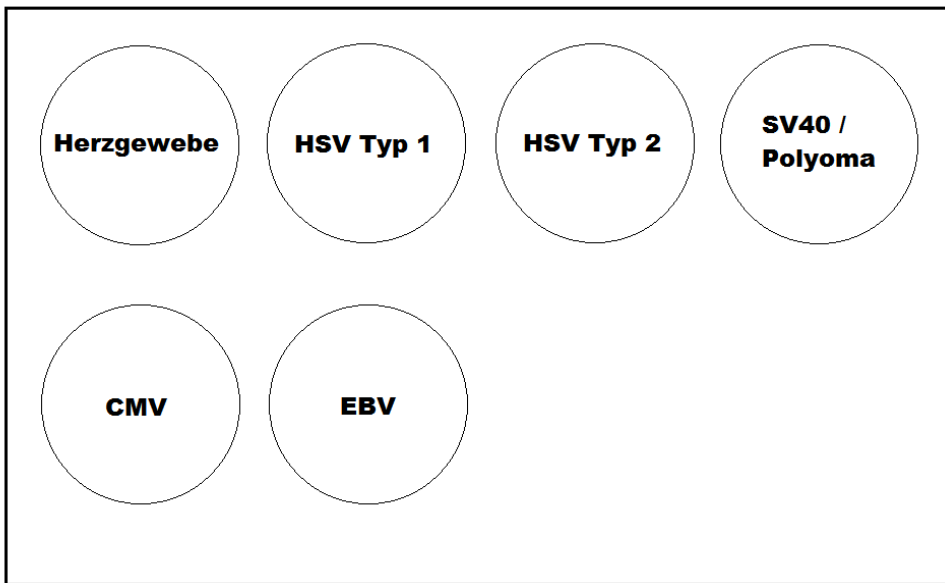 Herzgewebe
HSV Typ 1
HSV Typ 2
SV40 /
Polyoma
CMV
EBV